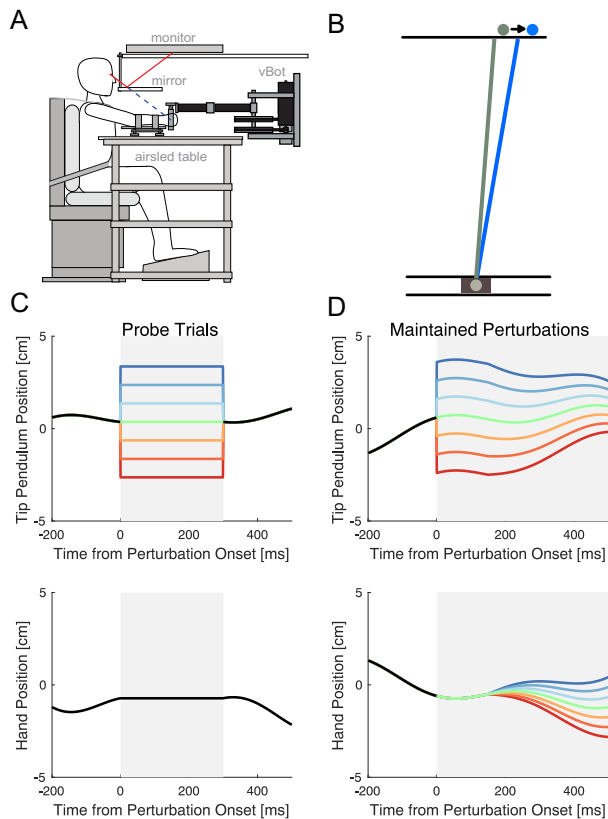 A
monitor
mirror
vBot
airsled table
B
C
Probe Trials
Tip Pendulum Position [cm]
5
0
-5
-200 0 200 400
Time from Perturbation Onset [ms]
Hand Position [cm]
5
0
-5
-200 0 200 400
Time from Perturbation Onset [ms]
D
Maintained Perturbations
Tip Pendulum Position [cm]
5
0
-5
-200 0 200 400
Time from Perturbation Onset [ms]
Hand Position [cm]
5
0
-5
-200 0 200 400
Time from Perturbation Onset [ms]